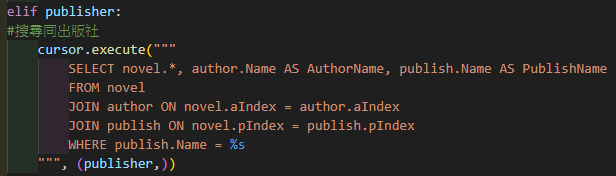 elif publisher:
#搜尋同出版社
    cursor.execute("""
        SELECT novel.*, author.Name AS AuthorName, publish.Name AS PublishName
        FROM novel
        JOIN author ON novel.aIndex = author.aIndex
        JOIN publish ON novel.pIndex = publish.pIndex
        WHERE publish.Name = %s
    """, (publisher,))